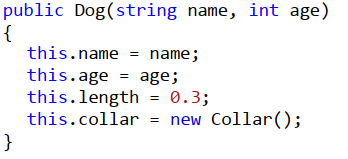 public Dog(string name, int age)
{
  this.name = name;
  this.age = age;
  this.length = 0.3;
  this.collar = new Collar();
}